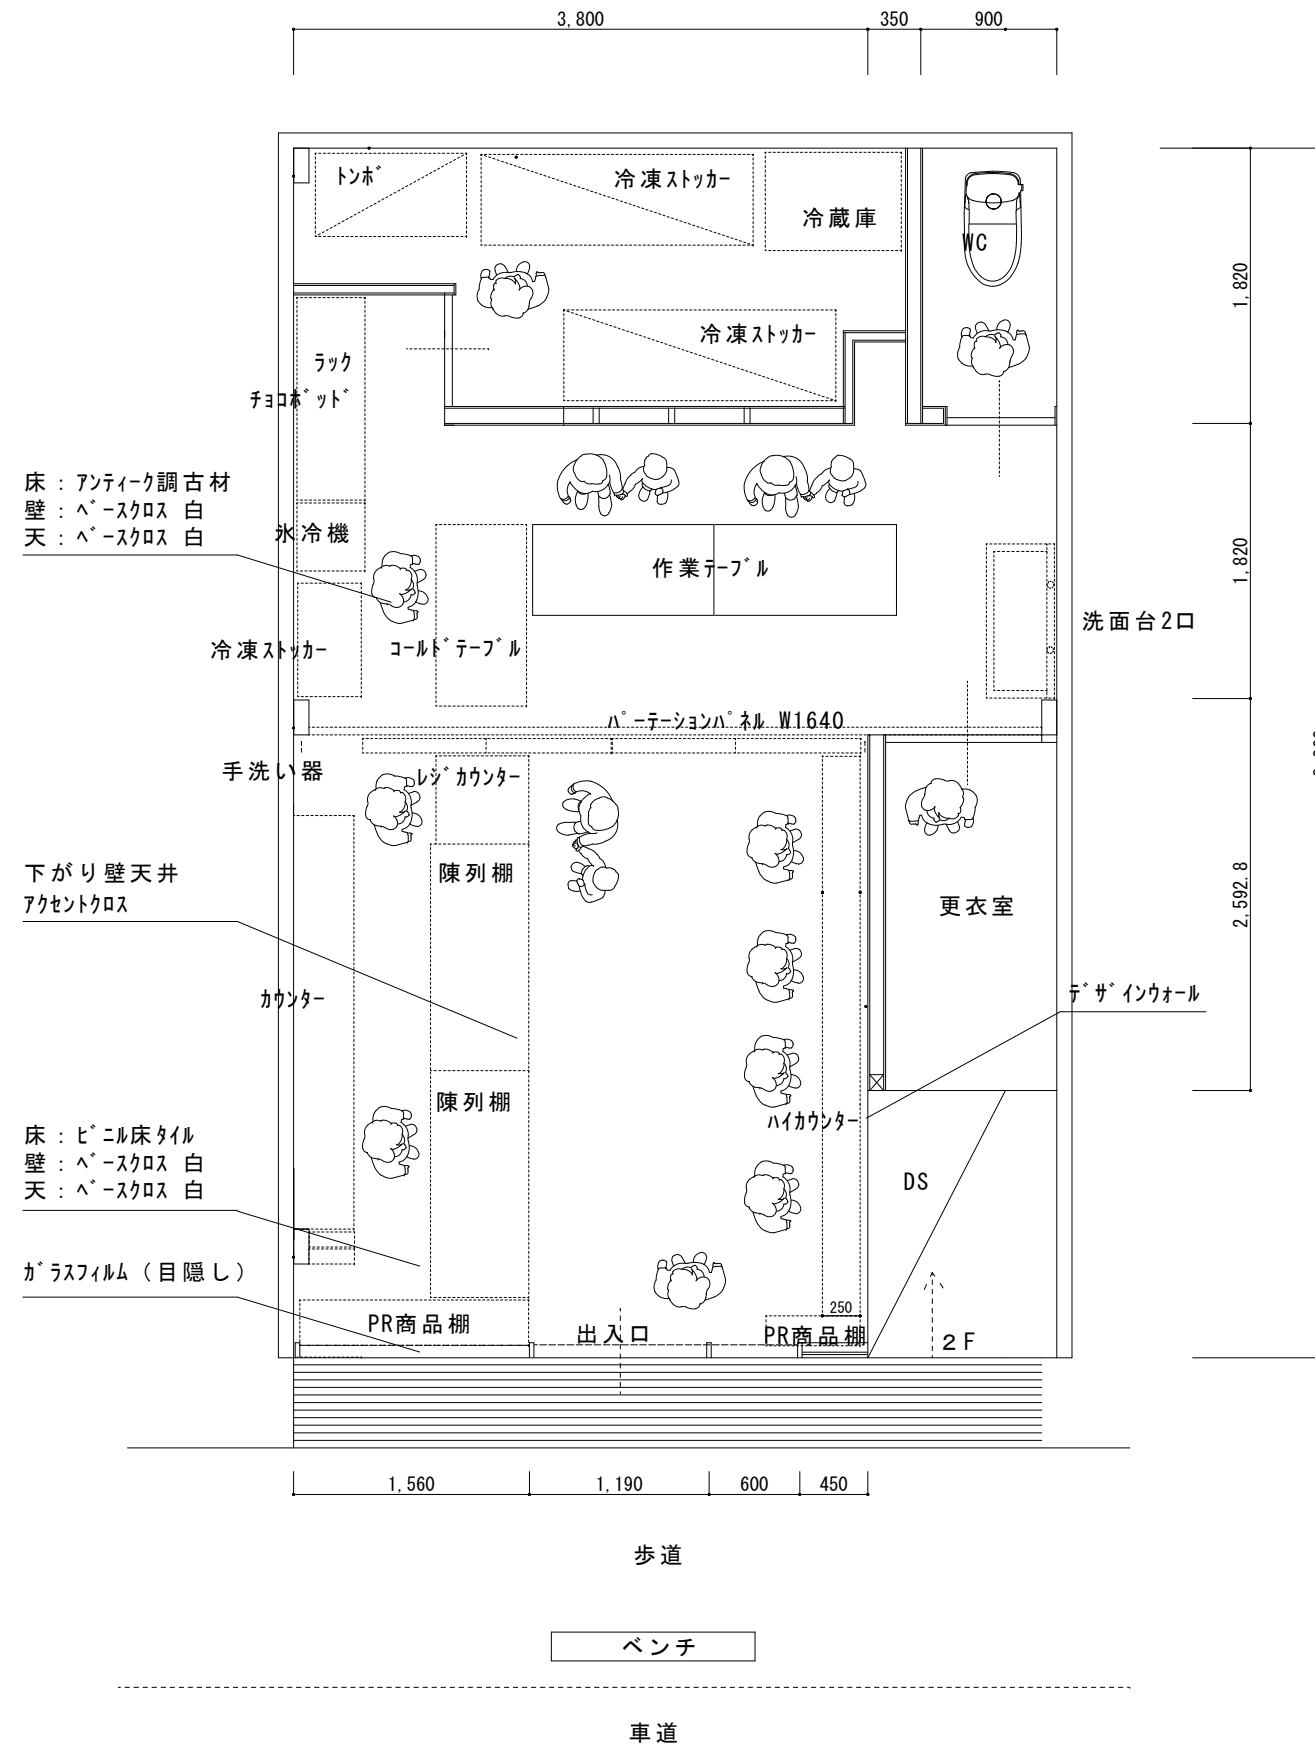 3,800
350
900
トンボ
冷凍ストッカー
冷蔵庫
WC
1,820
冷凍ストッカー
ラック
チョコポッド
床：アンティーク調古材
壁：ベースクロス 白
天：ベースクロス 白
氷冷機
作業テーブル
1,820
洗面台2口
冷凍ストッカー
コールドテーブル
パーテーションパネル W1640
手洗い器
レジカウンター
下がり壁天井
アクセントクロス
陳列棚
更衣室
2,592.8
カウンター
デザインウォール
陳列棚
ハイカウンター
床：ビニル床タイル
壁：ベースクロス 白
天：ベースクロス 白
DS
ガラスフィルム（目隠し）
250
PR商品棚
出入口
PR商品棚
2F
1,560
1,190
600
450
歩道
ベンチ
車道